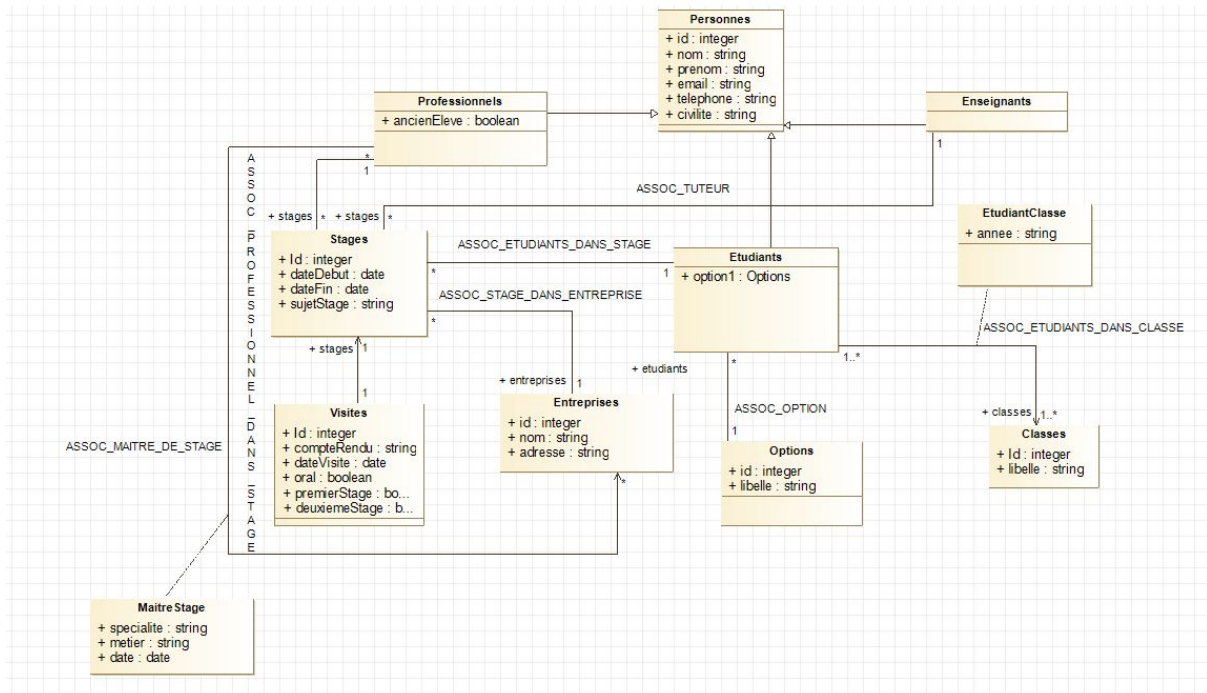 Personnes
+ id : integer
+ nom : string
+ prenom : string
+ email : string
+ telephone : string
+ civilite : string
Professionnels
+ ancienEleve : boolean
Enseignants
*
1
1
ASSOC_TUTEUR
+ stages
*
+ stages
*
EtudiantClasse
+ annee : string
Stages
+ Id : integer
+ dateDebut : date
+ dateFin : date
+ sujetStage : string
ASSOC_ETUDIANTS_DANS_STAGE
*
1
Etudiants
+ option1 : Options
ASSOC_STAGE_DANS_ENTREPRISE
*
ASSOC_ETUDIANTS_DANS_CLASSE
+ stages
1
1..*
*
+ etudiants
+ entreprises
1
1
Visites
+ Id : integer
+ compteRendu : string
+ dateVisite : date
+ oral : boolean
+ premierStage : bo...
+ deuxiemeStage : b...
Entreprises
+ id : integer
+ nom : string
+ adresse : string
*
ASSOC_OPTION
1
Options
+ id : integer
+ libelle : string
+ classes
1..*
Classes
+ Id : integer
+ libelle : string
ASSOC_MAITRE_DE_STAGE
ASSOC_PROFESSIONNEL_DANS_STAGE
MaitreStage
+ specialite : string
+ metier : string
+ date : date